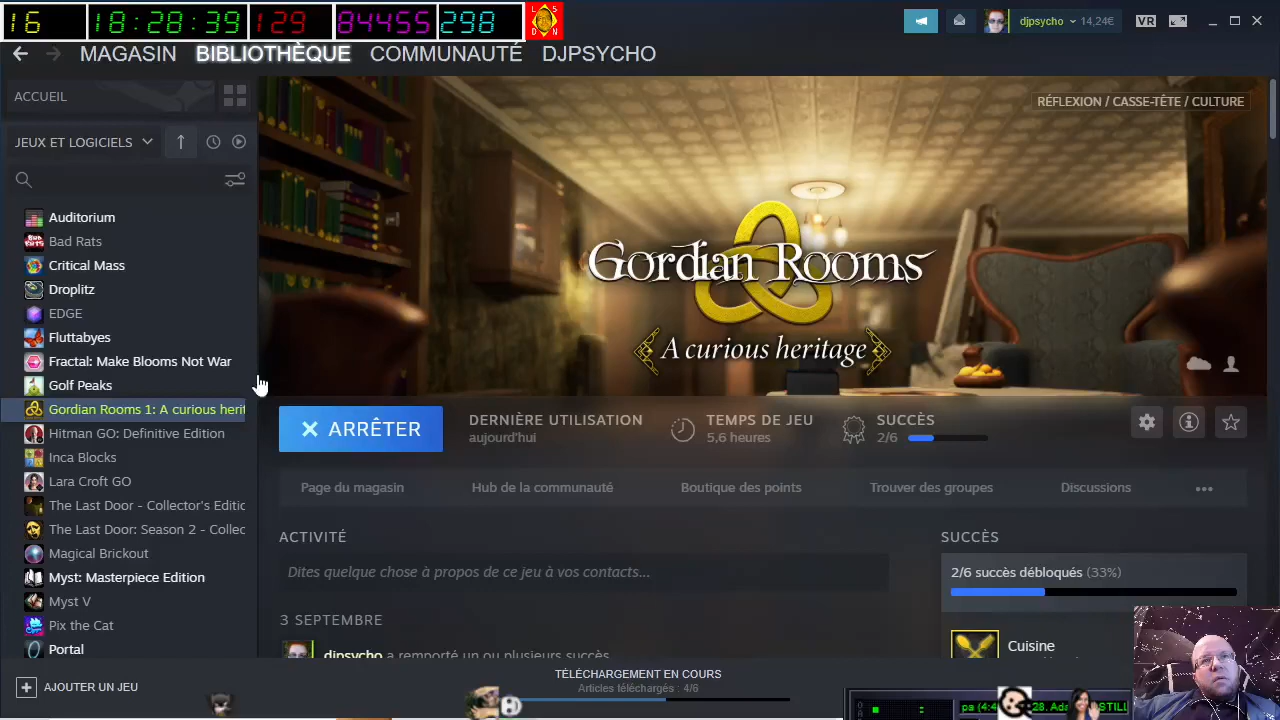 16
18:28:39
129
84455
298
L S
D N
djpsycho
14,24€
VR
MAGASIN
BIBLIOTHÈQUE
COMMUNAUTÉ
DJPSYCHO
ACCUEIL
JEUX ET LOGICIELS
Auditorium
Bad Rats
Critical Mass
Droplitz
EDGE
Fluttabyes
Fractal: Make Blooms Not War
Golf Peaks
Gordian Rooms 1: A curious herit
Hitman GO: Definitive Edition
Inca Blocks
Lara Croft GO
The Last Door - Collector's Editic
The Last Door: Season 2 - Collec
Magical Brickout
Myst: Masterpiece Edition
Myst V
Pix the Cat
Portal
AJOUTER UN JEU
RÉFLEXION / CASSE-TÊTE / CULTURE
Gordian Rooms
A curious heritage
ARRÊTER
DERNIÈRE UTILISATION
aujourd'hui
TEMPS DE JEU
5,6 heures
SUCCÈS
2/6
Page du magasin
Hub de la communauté
Boutique des points
Trouver des groupes
Discussions
ACTIVITÉ
Dites quelque chose à propos de ce jeu à vos contacts...
3 SEPTEMBRE
djpsycho a remporté un ou plusieurs succès
SUCCÈS
2/6 succès débloqués (33%)
Cuisine
TÉLÉCHARGEMENT EN COURS
Articles téléchargés : 4/6